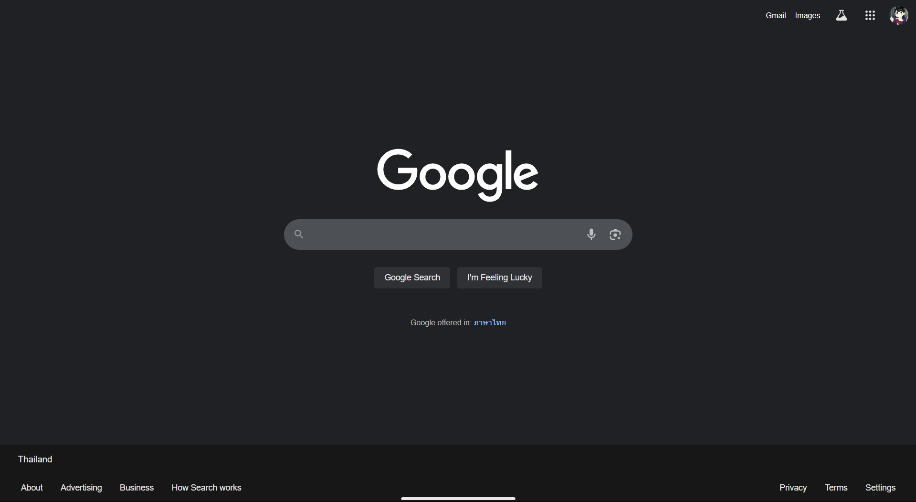 Gmail Images
Google
Google Search I'm Feeling Lucky
Google offered in: ภาษาไทย
Thailand
About Advertising Business How Search works Privacy Terms Settings